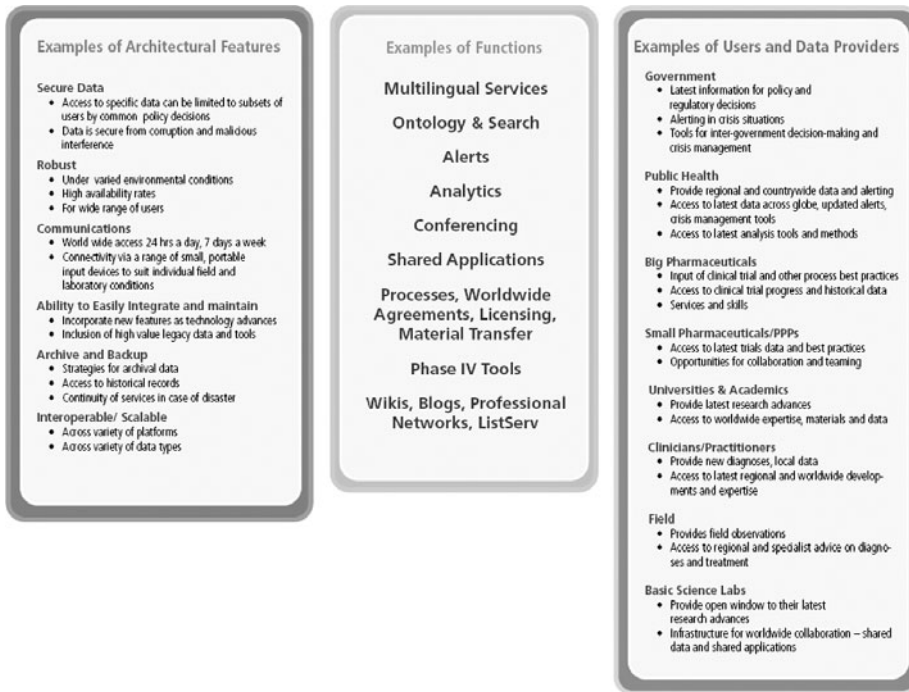 Examples of Architectural Features
Secure Data
• Access to specific data can be limited to subsets of
users by common policy decisions
• Data is secure from corruption and malicious
interference
Robust
• Under varied environmental conditions
• High availability rates
• For wide range of users
Communications
• World wide access 24 hrs a day, 7 days a week
• Connectivity via a range of small, portable
input devices to suit individual field and
laboratory conditions
Ability to Easily Integrate and maintain
• Incorporate new features as technology advances
• Inclusion of high value legacy data and tools
Archive and Backup
• Strategies for archival data
• Access to historical records
• Continuity of services in case of disaster
Interoperable/ Scalable
• Across variety of platforms
• Across variety of data types
Examples of Functions
Multilingual Services
Ontology & Search
Alerts
Analytics
Conferencing
Shared Applications
Processes, Worldwide
Agreements, Licensing,
Material Transfer
Phase IV Tools
Wikis, Blogs, Professional
Networks, ListServ
Examples of Users and Data Providers
Government
• Latest information for policy and
regulatory decisions
• Alerting in crisis situations
• Tools for inter-government decision-making and
crisis management
Public Health
• Provide regional and countrywide data and alerting
• Access to latest data across globe, updated alerts,
crisis management tools
• Access to latest analysis tools and methods
Big Pharmaceuticals
• Input of clinical trial and other process best practices
• Access to clinical trial progress and historical data
• Services and skills
Small Pharmaceuticals/PPPs
• Access to latest trials data and best practices
• Opportunities for collaboration and teaming
Universities & Academics
• Provide latest research advances
• Access to worldwide expertise, materials and data
Clinicians/Practitioners
• Provide new diagnoses, local data
• Access to latest regional and worldwide develop-
ments and expertise
Field
• Provides field observations
• Access to regional and specialist advice on diagno-
ses and treatment
Basic Science Labs
• Provide open window to their latest
research advances
• Infrastructure for worldwide collaboration – shared
data and shared applications